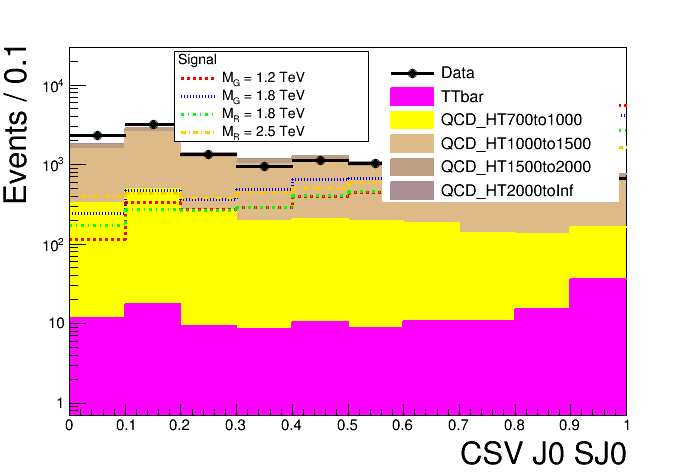 Events / 0.1
10^4
10^3
10^2
10
1
Signal
M_G = 1.2 TeV
M_G = 1.8 TeV
M_R = 1.8 TeV
M_R = 2.5 TeV
Data
TTbar
QCD_HT700to1000
QCD_HT1000to1500
QCD_HT1500to2000
QCD_HT2000toInf
0 0.1 0.2 0.3 0.4 0.5 0.6 0.7 0.8 0.9 1
CSV J0 SJ0